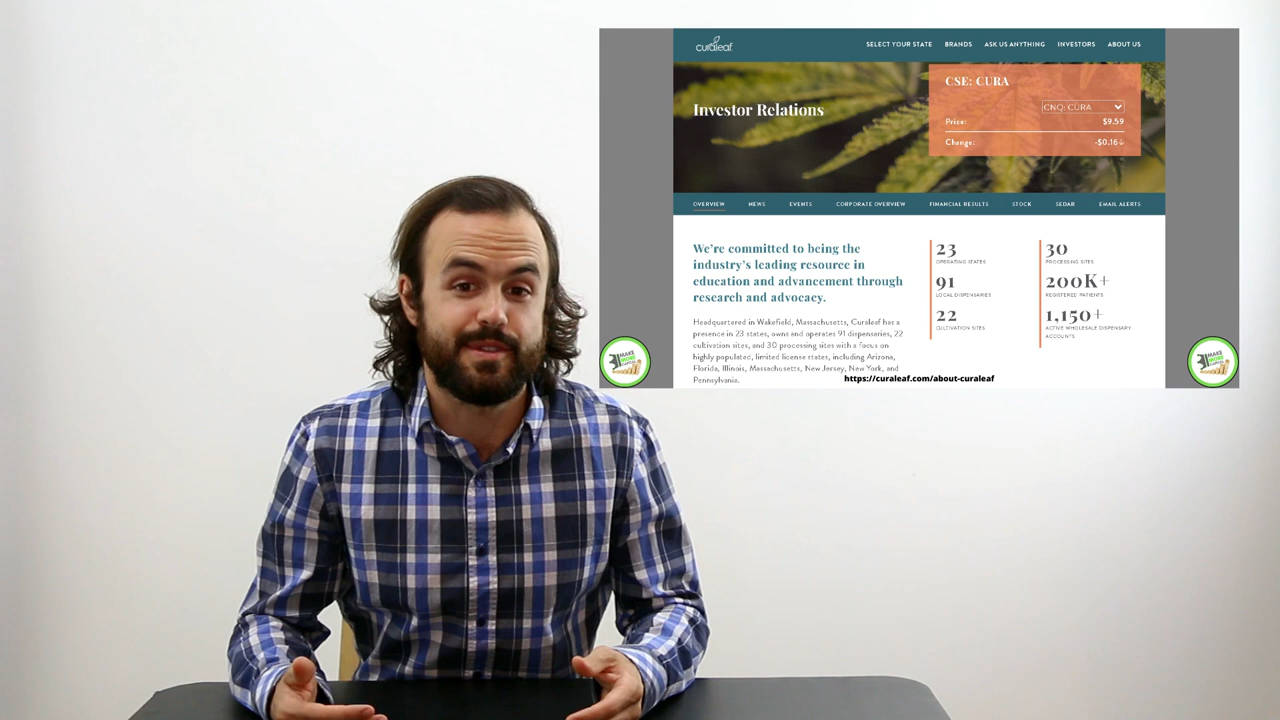 curaleaf
SELECT YOUR STATE BRANDS ASK US ANYTHING INVESTORS ABOUT US
Investor Relations
CSE: CURA
CNQ: CURA
Price: $9.59
Change: -$0.16↓
OVERVIEW NEWS EVENTS CORPORATE OVERVIEW FINANCIAL RESULTS STOCK SEDAR EMAIL ALERTS
We're committed to being the
industry's leading resource in
education and advancement through
research and advocacy.
Headquartered in Wakefield, Massachusetts, Curaleaf has a
presence in 23 states, owns and operates 91 dispensaries, 22
cultivation sites, and 30 processing sites with a focus on
highly populated, limited license states, including Arizona,
Florida, Illinois, Massachusetts, New Jersey, New York, and
Pennsylvania.
23
OPERATING STATES
91
LOCAL DISPENSARIES
22
CULTIVATION SITES
30
PROCESSING SITES
200K+
REGISTERED PATIENTS
1,150+
ACTIVE WHOLESALE DISPENSARY
ACCOUNTS
https://curaleaf.com/about-curaleaf
MAKE
MORE
CAPITAL
MAKE
MORE
CAPITAL